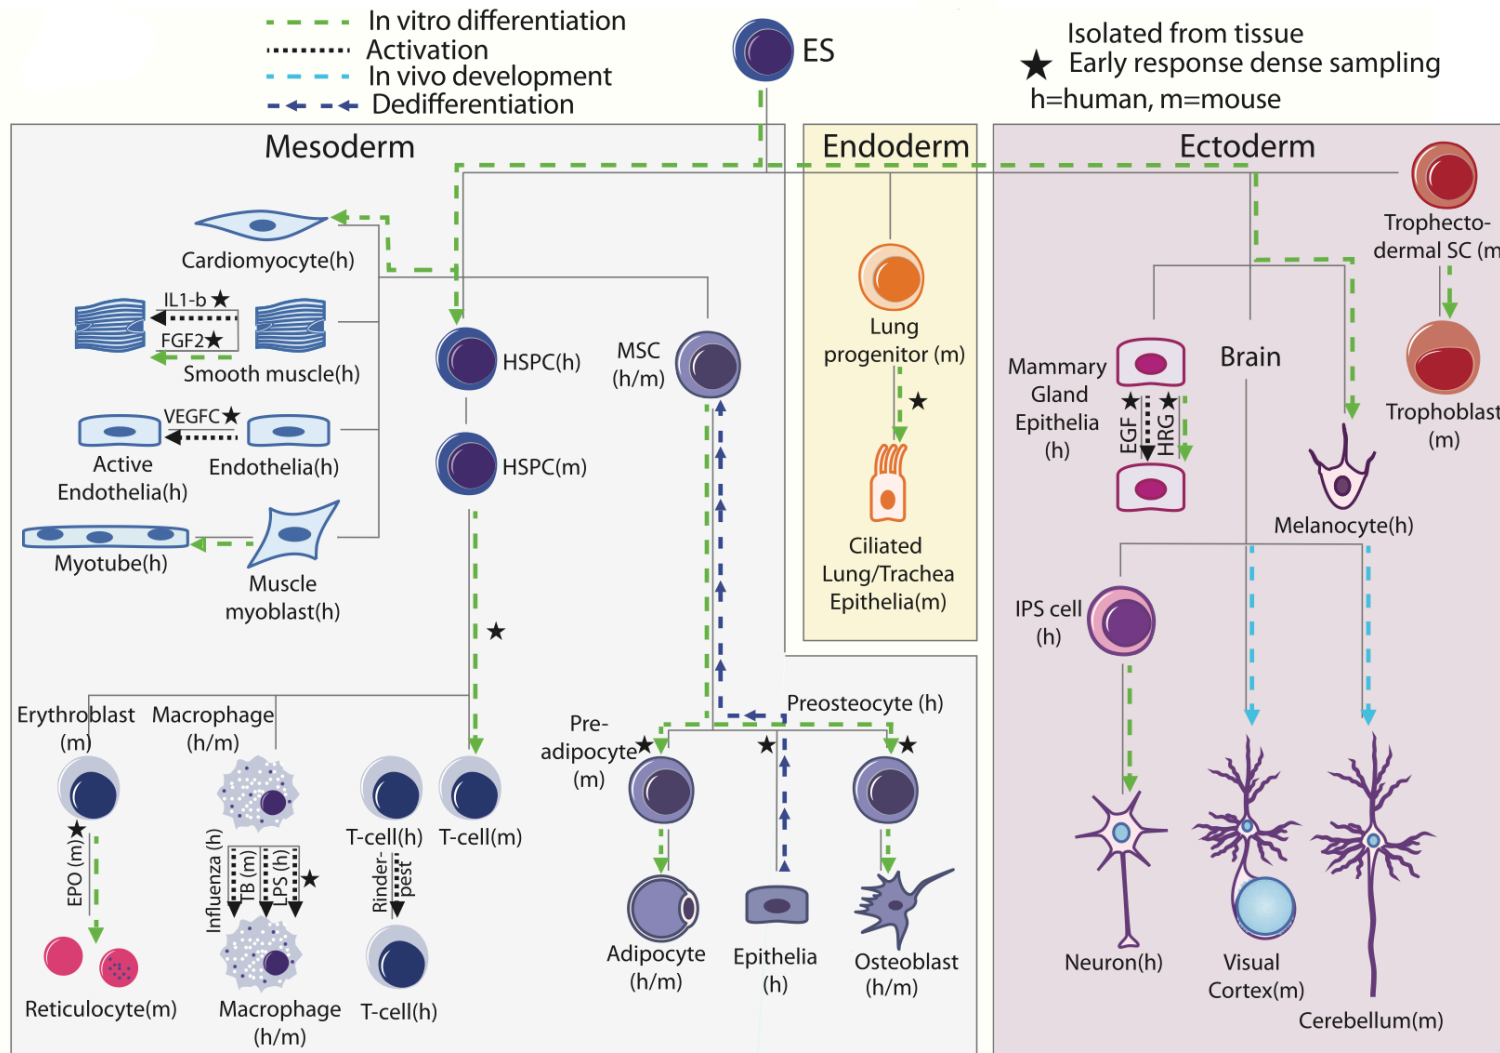 In vitro differentiation
Activation
In vivo development
Dedifferentiation
ES
Isolated from tissue
Early response dense sampling
h=human, m=mouse
Mesoderm
Endoderm
Ectoderm
Cardiomyocyte(h)
IL1-b
FGF2
Smooth muscle(h)
VEGFC
Active
Endothelia(h)
Endothelia(h)
Myotube(h)
Muscle
myoblast(h)
HSPC(h)
HSPC(m)
MSC
(h/m)
Lung
progenitor (m)
Ciliated
Lung/Trachea
Epithelia(m)
Mammary
Gland
Epithelia
(h)
EGF
HRG
Brain
Melanocyte(h)
Trophecto-
dermal SC (m
Trophoblast
(m)
IPS cell
(h)
Neuron(h)
Visual
Cortex(m)
Cerebellum(m)
Erythroblast
(m)
EPO (m)
Reticulocyte(m)
Macrophage
(h/m)
Influenza (h)
TB (m)
LPS (h)
Macrophage
(h/m)
T-cell(h)
T-cell(m)
Rinder-
pest
T-cell(h)
Pre-
adipocyte
(m)
Preosteocyte (h)
Adipocyte
(h/m)
Epithelia
(h)
Osteoblast
(h/m)